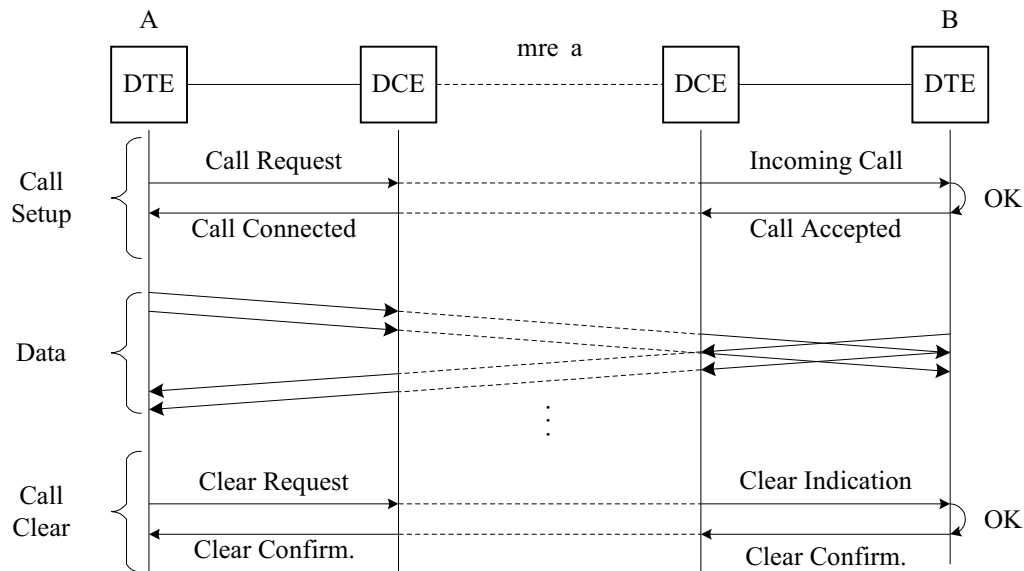 A
B
mre a
DTE
DCE
DCE
DTE
Call Request
Incoming Call
Call
Setup
OK
Call Connected
Call Accepted
Data
Clear Request
Clear Indication
Call
Clear
OK
Clear Confirm.
Clear Confirm.